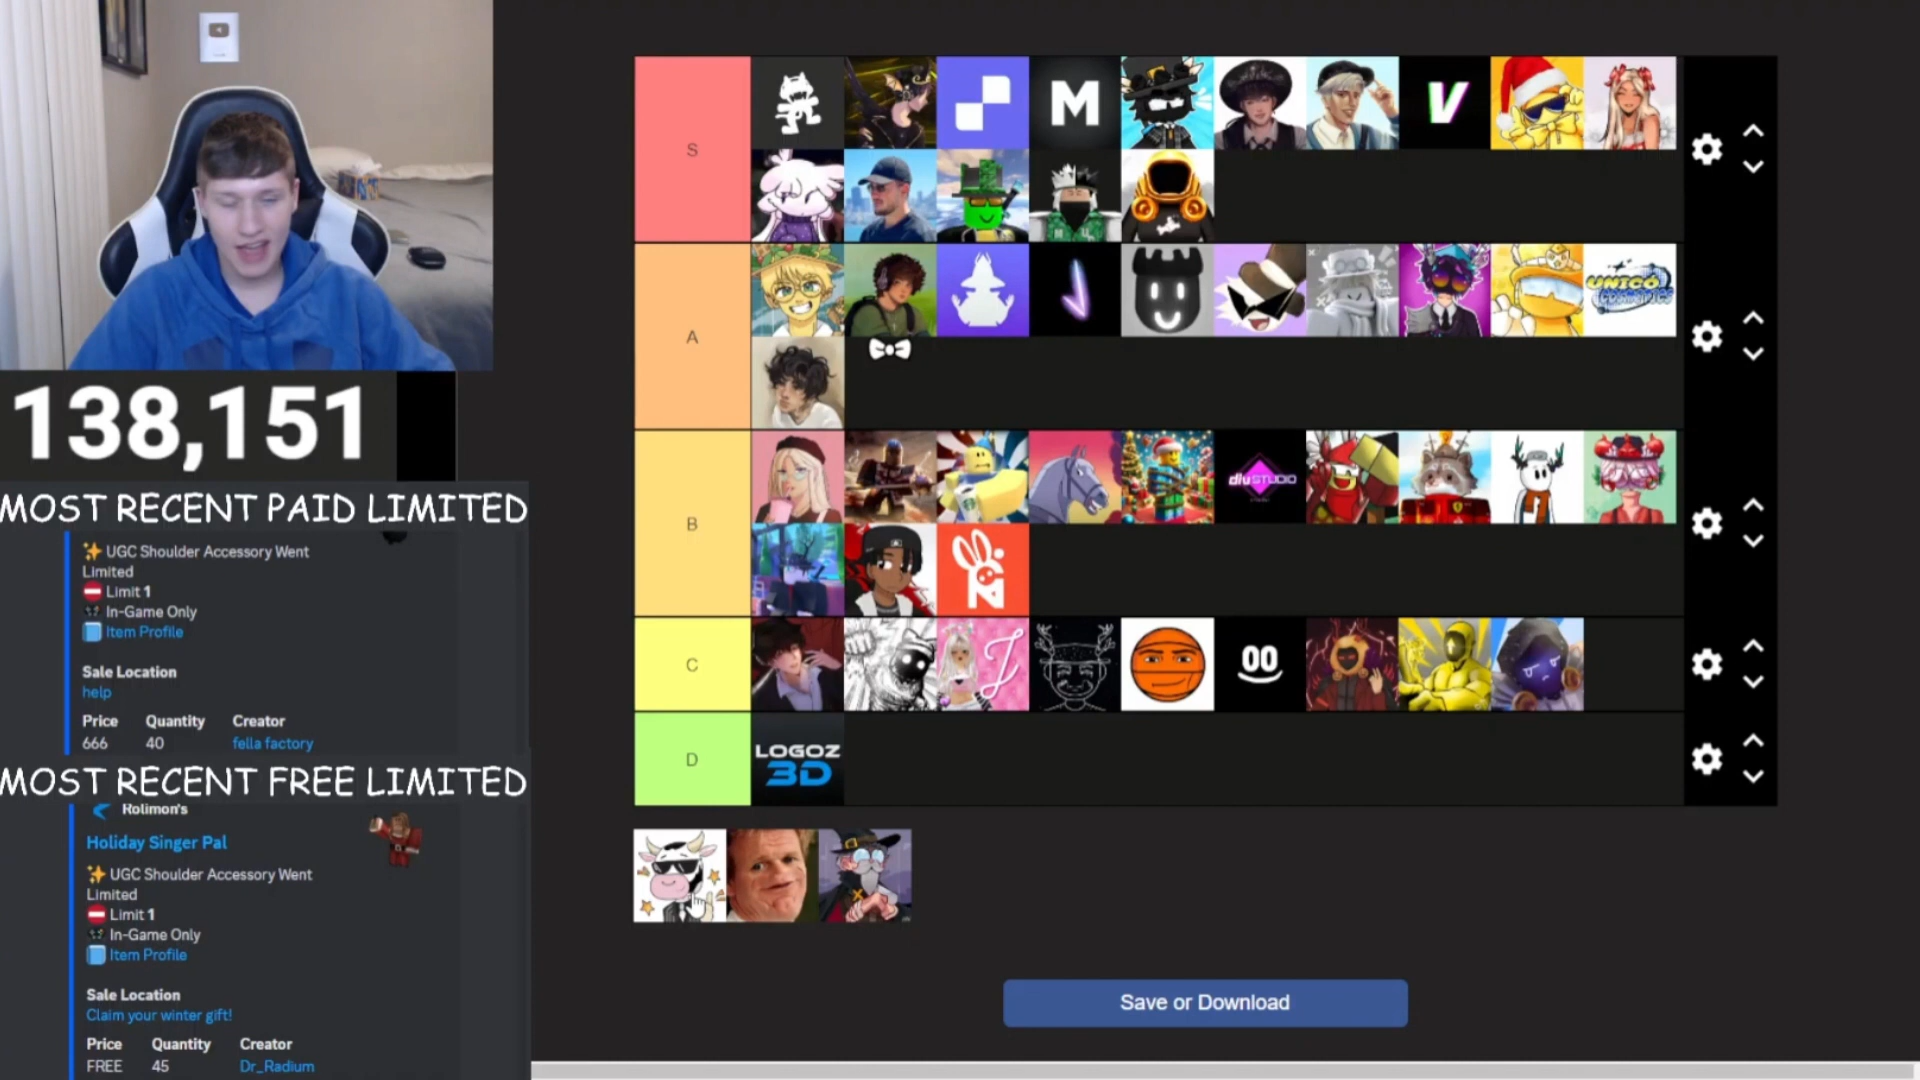 138,151
MOST RECENT PAID LIMITED
✨ UGC Shoulder Accessory Went
Limited
Limit 1
In-Game Only
Item Profile
Sale Location
help
Price Quantity Creator
666 40 fella factory
MOST RECENT FREE LIMITED
Rolimon's
Holiday Singer Pal
✨ UGC Shoulder Accessory Went
Limited
Limit 1
In-Game Only
Item Profile
Sale Location
Claim your winter gift!
Price Quantity Creator
FREE 45 Dr_Radium
S
M
V
A
UNICO
COSMETICS
B
diu STUDIO
N
C
J
D
LOGOZ
3D
Save or Download